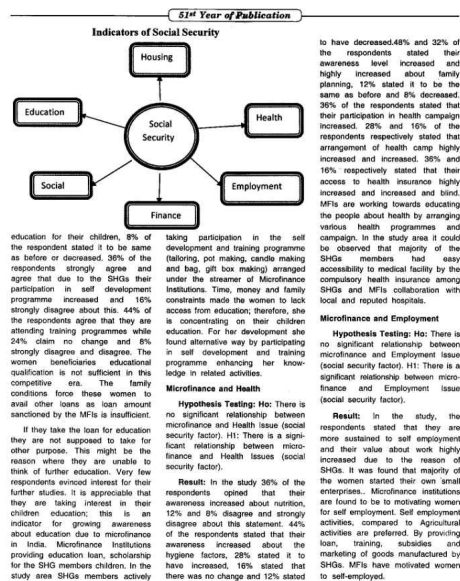 51st Year of Publication
Indicators of Social Security
Housing
Education
Social
Security
Health
Social
Employment
Finance
education for their children, 8% of
the respondent stated it to be same
as before or decreased. 36% of the
respondents strongly agree and
agree that due to the SHGs their
participation in self development
programme increased and 16%
strongly disagree about this. 44% of
the respondents agree that they are
attending training programmes while
24% claim no change and 8%
strongly disagree and disagree. The
women beneficiaries educational
qualification is not sufficient in this
competitive era. The family
conditions force these women to
avail other loans as loan amount
sanctioned by the MFIs is insufficient.
If they take the loan for education
they are not supposed to take for
other purpose. This might be the
reason where they are unable to
think of further education. Very few
respondents evinced interest for their
further studies. It is appreciable that
they are taking interest in their
children education; this is an
indicator for growing awareness
about education due to microfinance
in India. Microfinance Institutions
providing education loan, scholarship
for the SHG members children. In the
study area SHGs members actively
taking participation in the self
development and training programme
(tailoring, pot making, candle making
and bag, gift box making) arranged
under the streamer of Microfinance
Institutions. Time, money and family
constraints made the women to lack
access from education; therefore, she
is concentrating on their children
education. For her development she
found alternative way by participating
in self development and training
programme enhancing her know-
ledge in related activities.
Microfinance and Health
Hypothesis Testing: Ho: There is
no significant relationship between
microfinance and Health issue (social
security factor). H1: There is a signi-
ficant relationship between micro-
finance and Health Issues (social
security factor).
Result: In the study 36% of the
respondents opined that their
awareness increased about nutrition,
12% and 8% disagree and strongly
disagree about this statement. 44%
of the respondents stated that their
awareness increased about the
hygiene factors, 28% stated it to
have increased, 16% stated that
there was no change and 12% stated
to have decreased.48% and 32% of
the respondents stated their
awareness level increased and
highly increased about family
planning, 12% stated it to be the
same as before and 8% decreased.
36% of the respondents stated that
their participation in health campaign
increased. 28% and 16% of the
respondents respectively stated that
arrangement of health camp highly
increased and increased. 36% and
16% respectively stated that their
access to health insurance highly
increased and increased and blind.
MFIs are working towards educating
the people about health by arranging
various health programmes and
campaign. In the study area it could
be observed that majority of the
SHGs members had easy
accessibility to medical facility by the
compulsory health insurance among
SHGs and MFIs collaboration with
local and reputed hospitals.
Microfinance and Employment
Hypothesis Testing: Ho: There is
no significant relationship between
microfinance and Employment Issue
(social security factor). H1: There is a
significant relationship between micro-
finance and Employment Issue
(social security factor).
Result: In the study, the
respondents stated that they are
more sustained to self employment
and their value about work highly
increased due to the reason of
SHGs. It was found that majority of
the women started their own small
enterprises.. Microfinance institutions
are found to be to motivating women
for self employment. Self employment
activities, compared to Agricultural
activities are preferred. By providing
loan, training, subsidies and
marketing of goods manufactured by
SHGs. MFIs have motivated women
to self-employed.